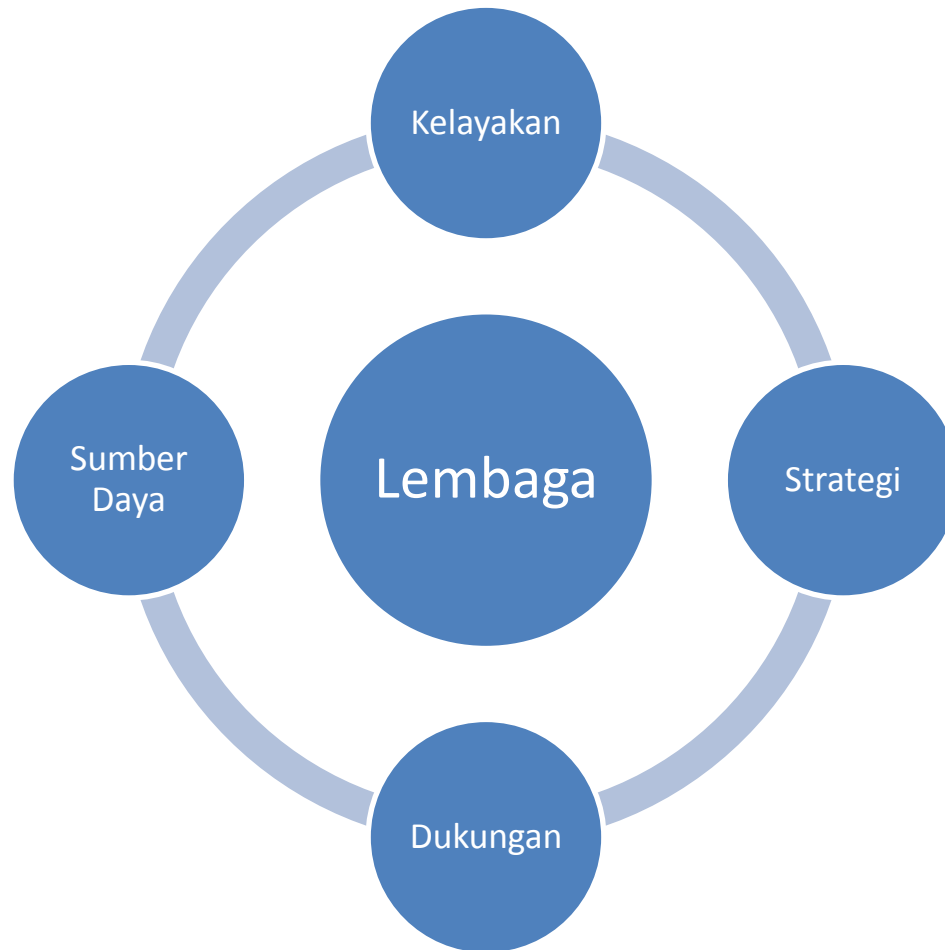 Kelayakan
Sumber
Daya
Lembaga
Strategi
Dukungan